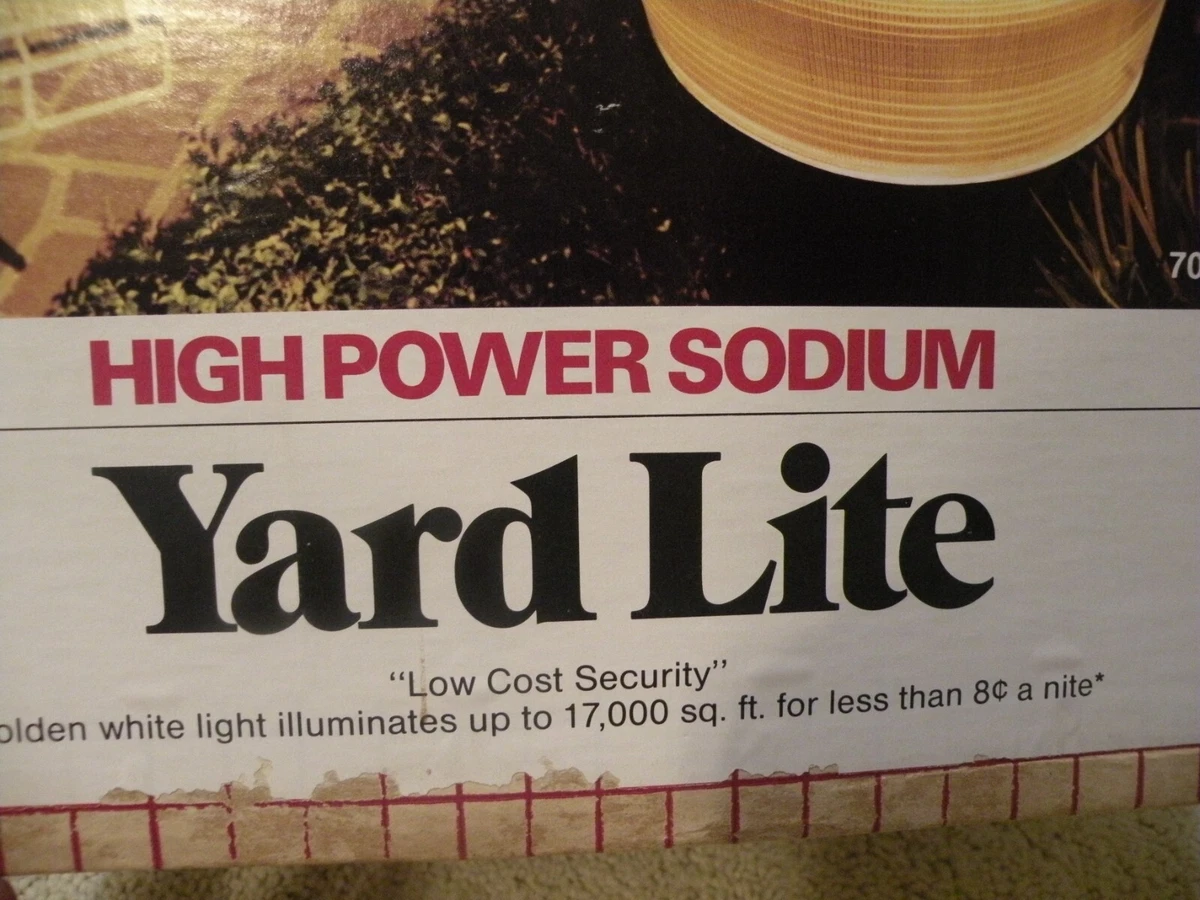 70
HIGH POWER SODIUM
Yard Lite
“Low Cost Security”
olden white light illuminates up to 17,000 sq. ft. for less than 8¢ a nite*